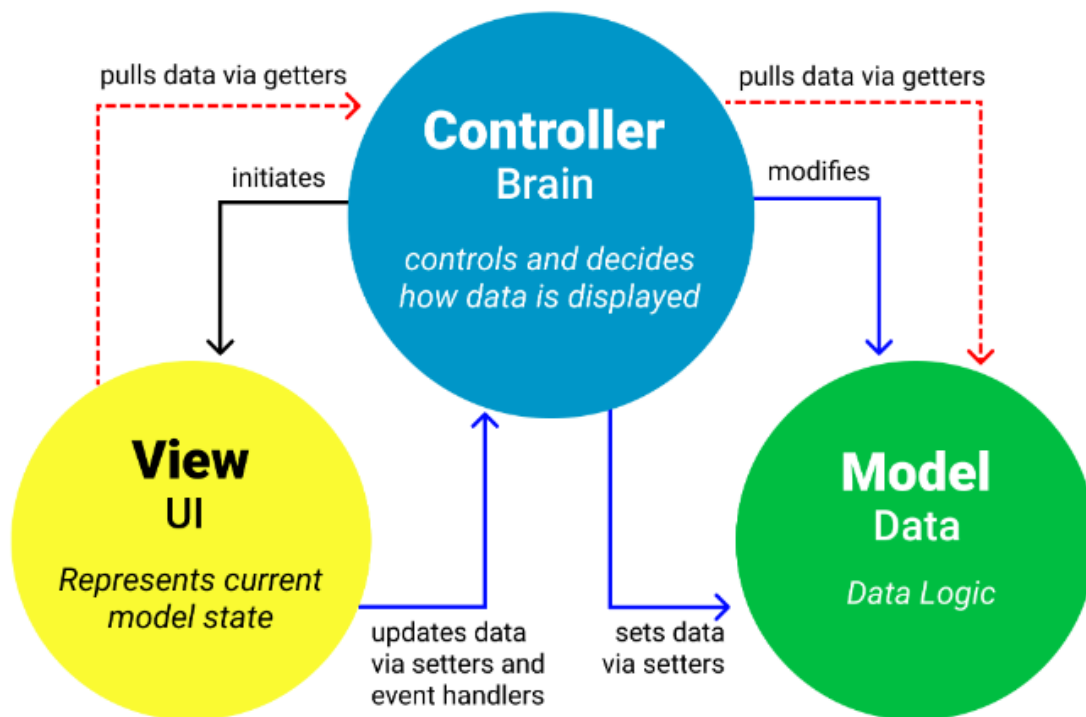 pulls data via getters
pulls data via getters
Controller
Brain
controls and decides
how data is displayed
initiates
modifies
View
UI
Represents current
model state
Model
Data
Data Logic
updates data
via setters and
event handlers
sets data
via setters